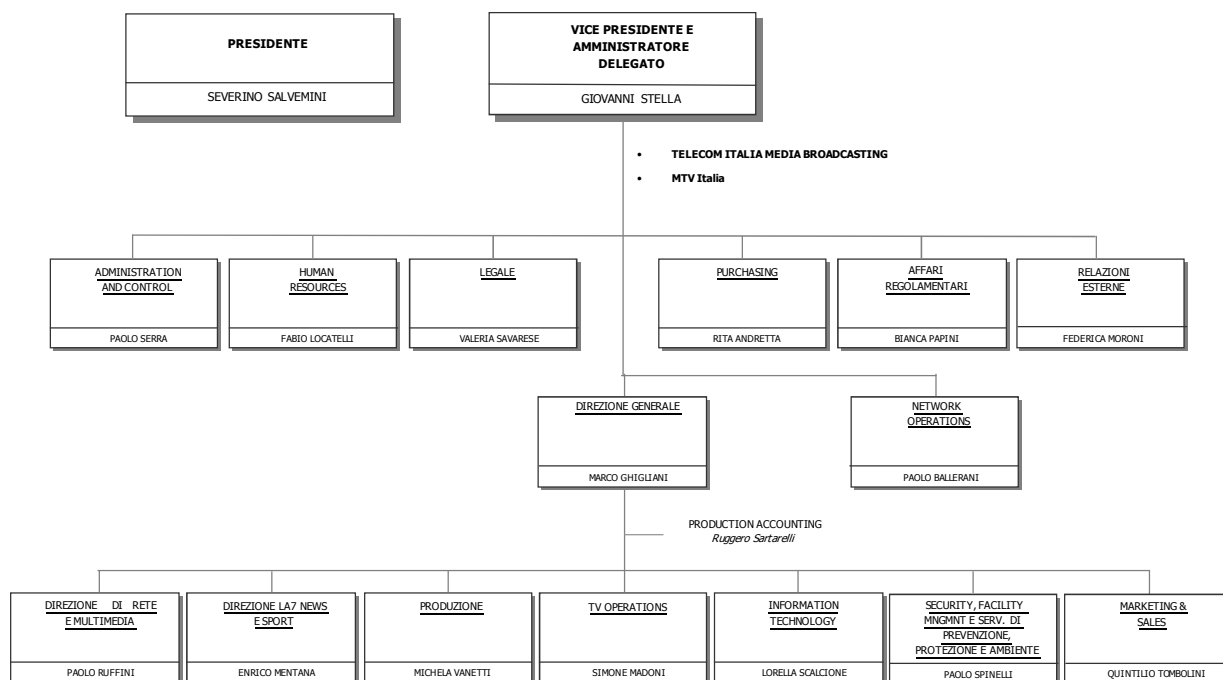 PRESIDENTE
SEVERINO SALVEMINI
VICE PRESIDENTE E
AMMINISTRATORE
DELEGATO
GIOVANNI STELLA
• TELECOM ITALIA MEDIA BROADCASTING
• MTV Italia
ADMINISTRATION
AND CONTROL
PAOLO SERRA
HUMAN
RESOURCES
FABIO LOCATELLI
LEGALE
VALERIA SAVARESE
PURCHASING
RITA ANDRETTA
AFFARI
REGOLAMENTARI
BIANCA PAPINI
RELAZIONI
ESTERNE
FEDERICA MORONI
DIREZIONE GENERALE
MARCO GHIGLIANI
NETWORK
OPERATIONS
PAOLO BALLERANI
PRODUCTION ACCOUNTING
Ruggero Sartarelli
DIREZIONE DI RETE
E MULTIMEDIA
PAOLO RUFFINI
DIREZIONE LA7 NEWS
E SPORT
ENRICO MENTANA
PRODUZIONE
MICHELA VANETTI
TV OPERATIONS
SIMONE MADONI
INFORMATION
TECHNOLOGY
LORELLA SCALCIONE
SECURITY, FACILITY
MNGMNT E SERV. DI
PREVENZIONE,
PROTEZIONE E AMBIENTE
PAOLO SPINELLI
MARKETING &
SALES
QUINTILIO TOMBOLINI